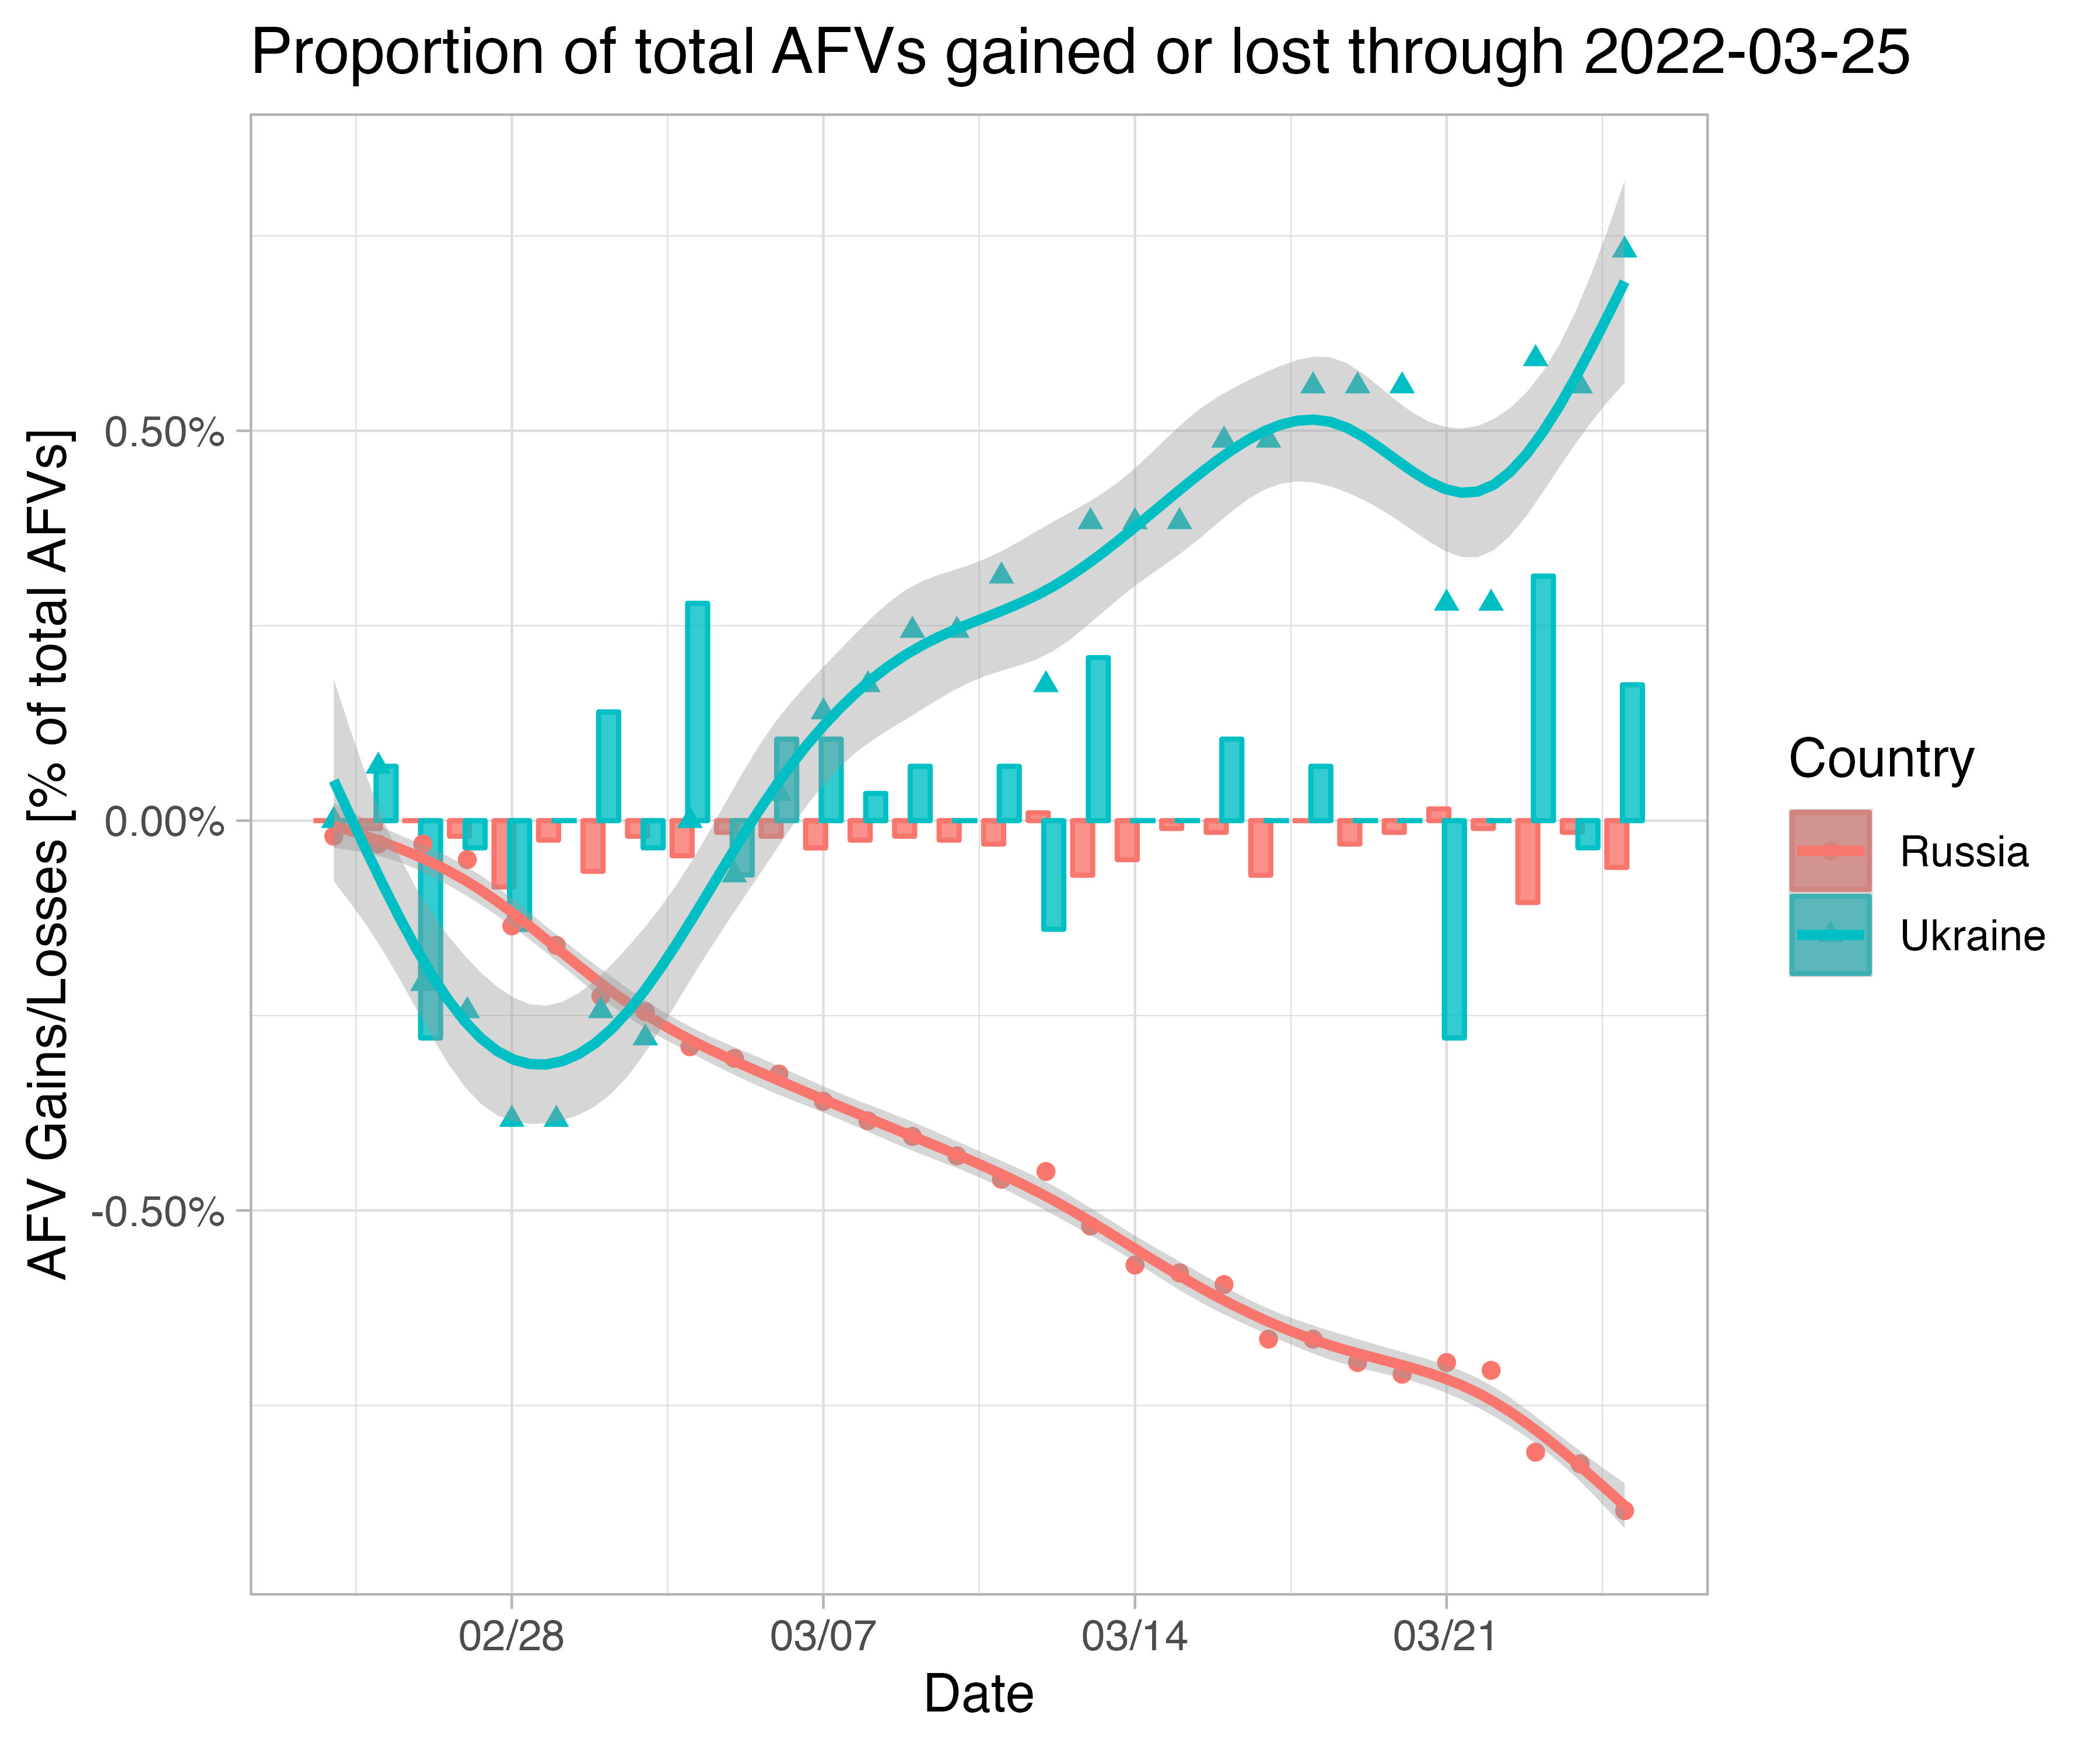 Proportion of total AFVs gained or lost through 2022-03-25
AFV Gains/Losses [% of total AFVs]
0.50%
0.00%
-0.50%
02/28
03/07
03/14
03/21
Date
Country
Russia
Ukraine